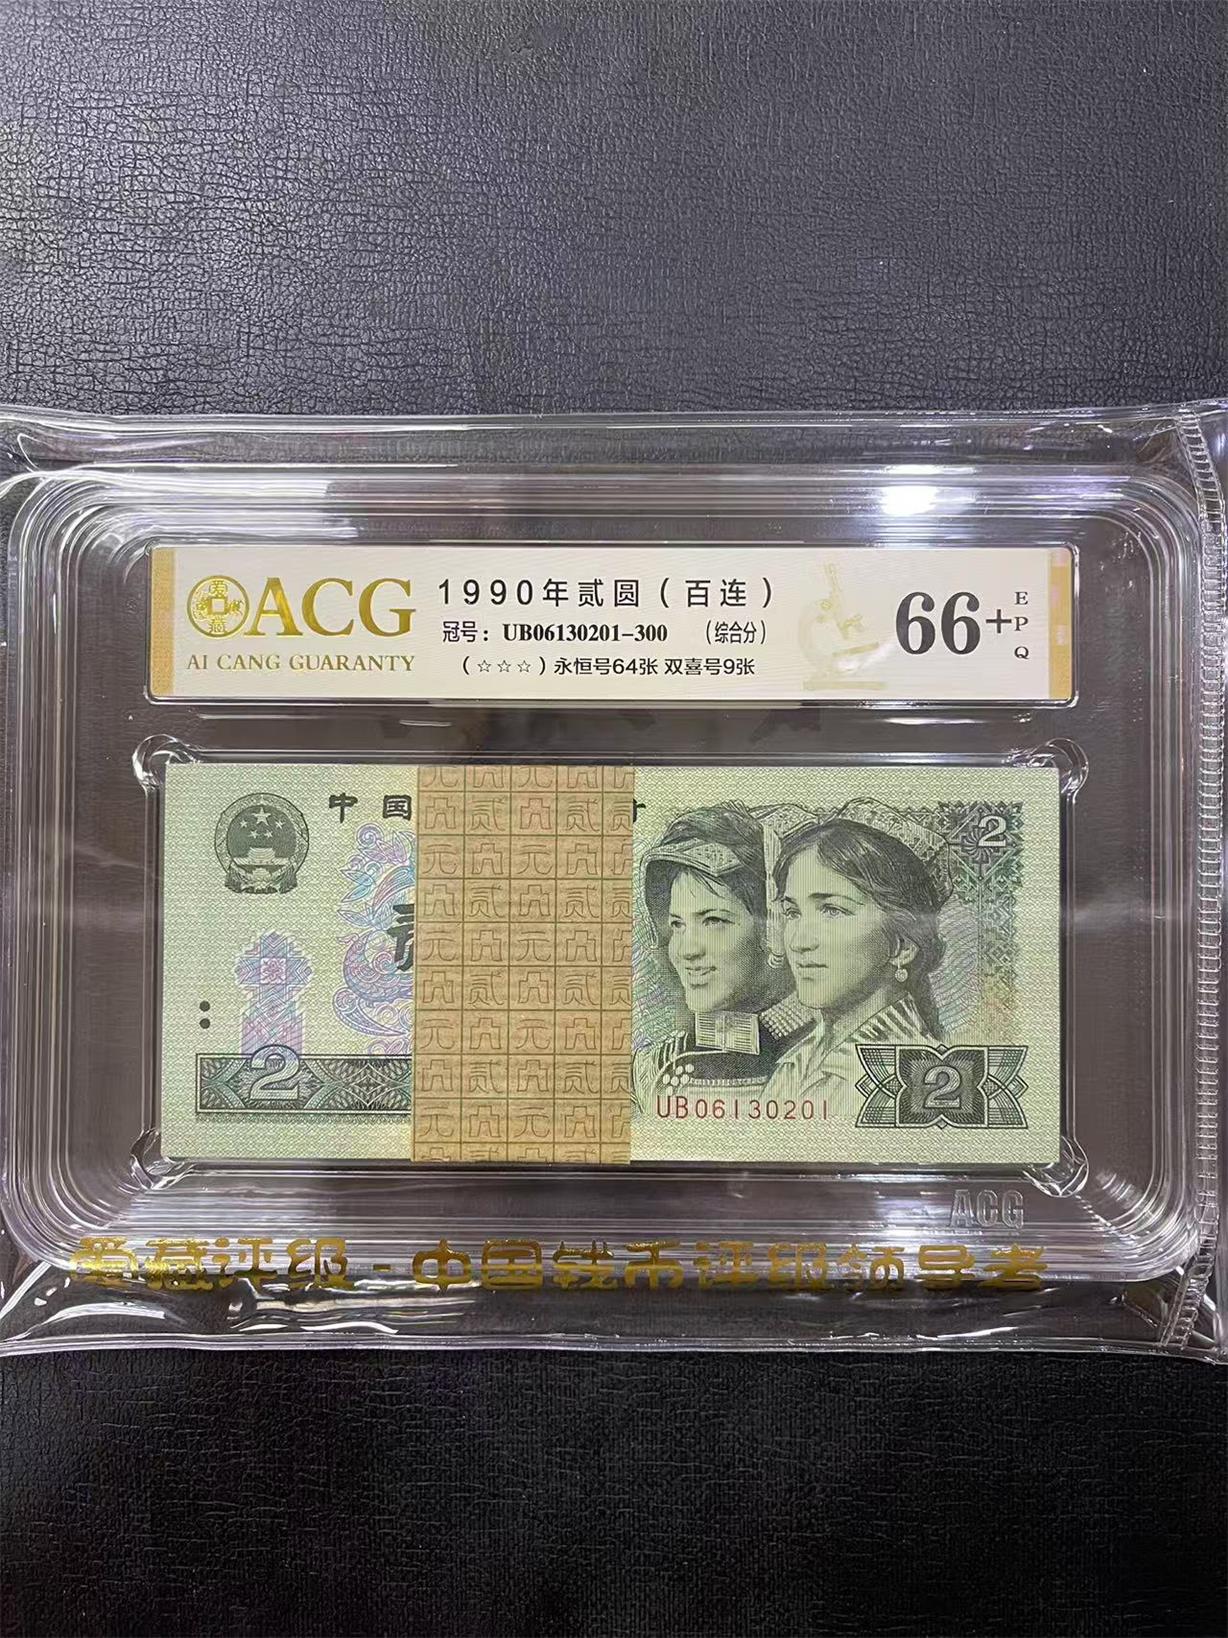 ACG
AI CANG GUARANTY
1990年贰圆（百连）
冠号：UB06130201-300 （综合分）
（☆☆☆）永恒号64张 双喜号9张
66+
EPQ
中国
2
2
2
UB06130201
ACG
爱藏评级-中国钱币评级领导者